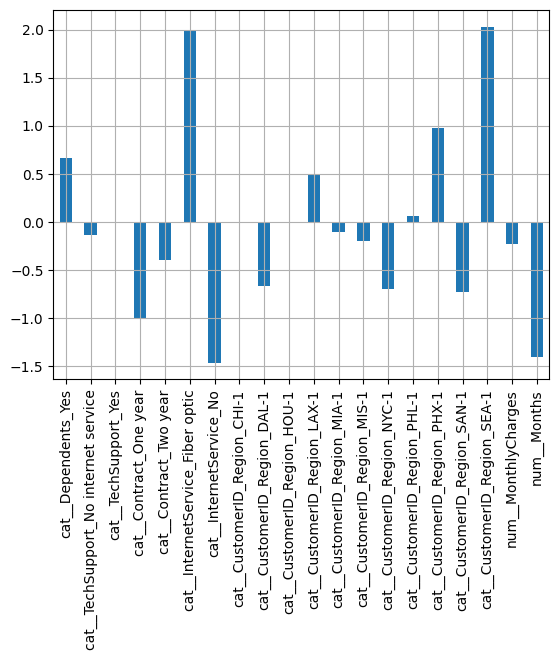 2.0
1.5
1.0
0.5
0.0
−0.5
−1.0
−1.5
cat__Dependents_Yes
cat__TechSupport_No internet service
cat__TechSupport_Yes
cat__Contract_One year
cat__Contract_Two year
cat__InternetService_Fiber optic
cat__InternetService_No
cat__CustomerID_Region_CHI-1
cat__CustomerID_Region_DAL-1
cat__CustomerID_Region_HOU-1
cat__CustomerID_Region_LAX-1
cat__CustomerID_Region_MIA-1
cat__CustomerID_Region_MIS-1
cat__CustomerID_Region_NYC-1
cat__CustomerID_Region_PHL-1
cat__CustomerID_Region_PHX-1
cat__CustomerID_Region_SAN-1
cat__CustomerID_Region_SEA-1
num__MonthlyCharges
num__Months